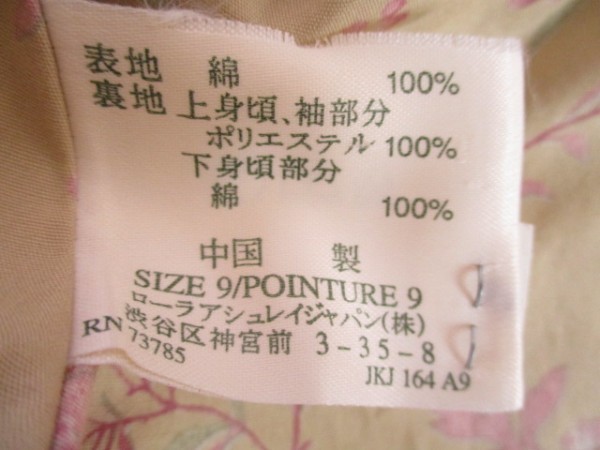 表地 綿 100%
裏地 上身頃、袖部分
ポリエステル 100%
下身頃部分
綿 100%
中国 製
SIZE 9/POINTURE 9
ローラアシュレイジャパン(株)
RN 渋谷区神宮前 3-35-8
73785
JKJ 164 A9